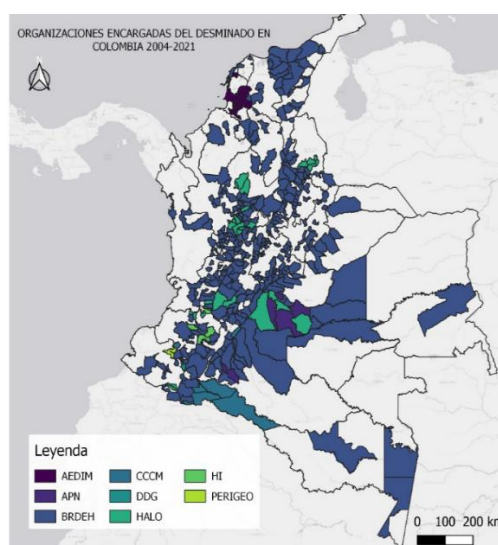 ORGANIZACIONES ENCARGADAS DEL DESMINADO EN
COLOMBIA 2004-2021
Leyenda
AEDIM
CCCM
HI
APN
DDG
PERIGEO
BRDEH
HALO
0 100 200 km